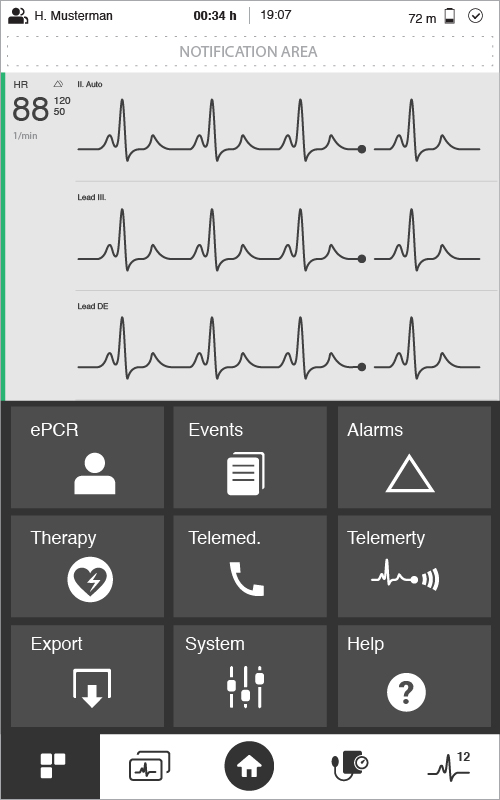 H. Musterman
00:34 h
19:07
72 m
NOTIFICATION AREA
HR
88
120
50
1/min
II. Auto
Lead III.
Lead DE
ePCR
Events
Alarms
Therapy
Telemed.
Telemerty
Export
System
Help
?
12